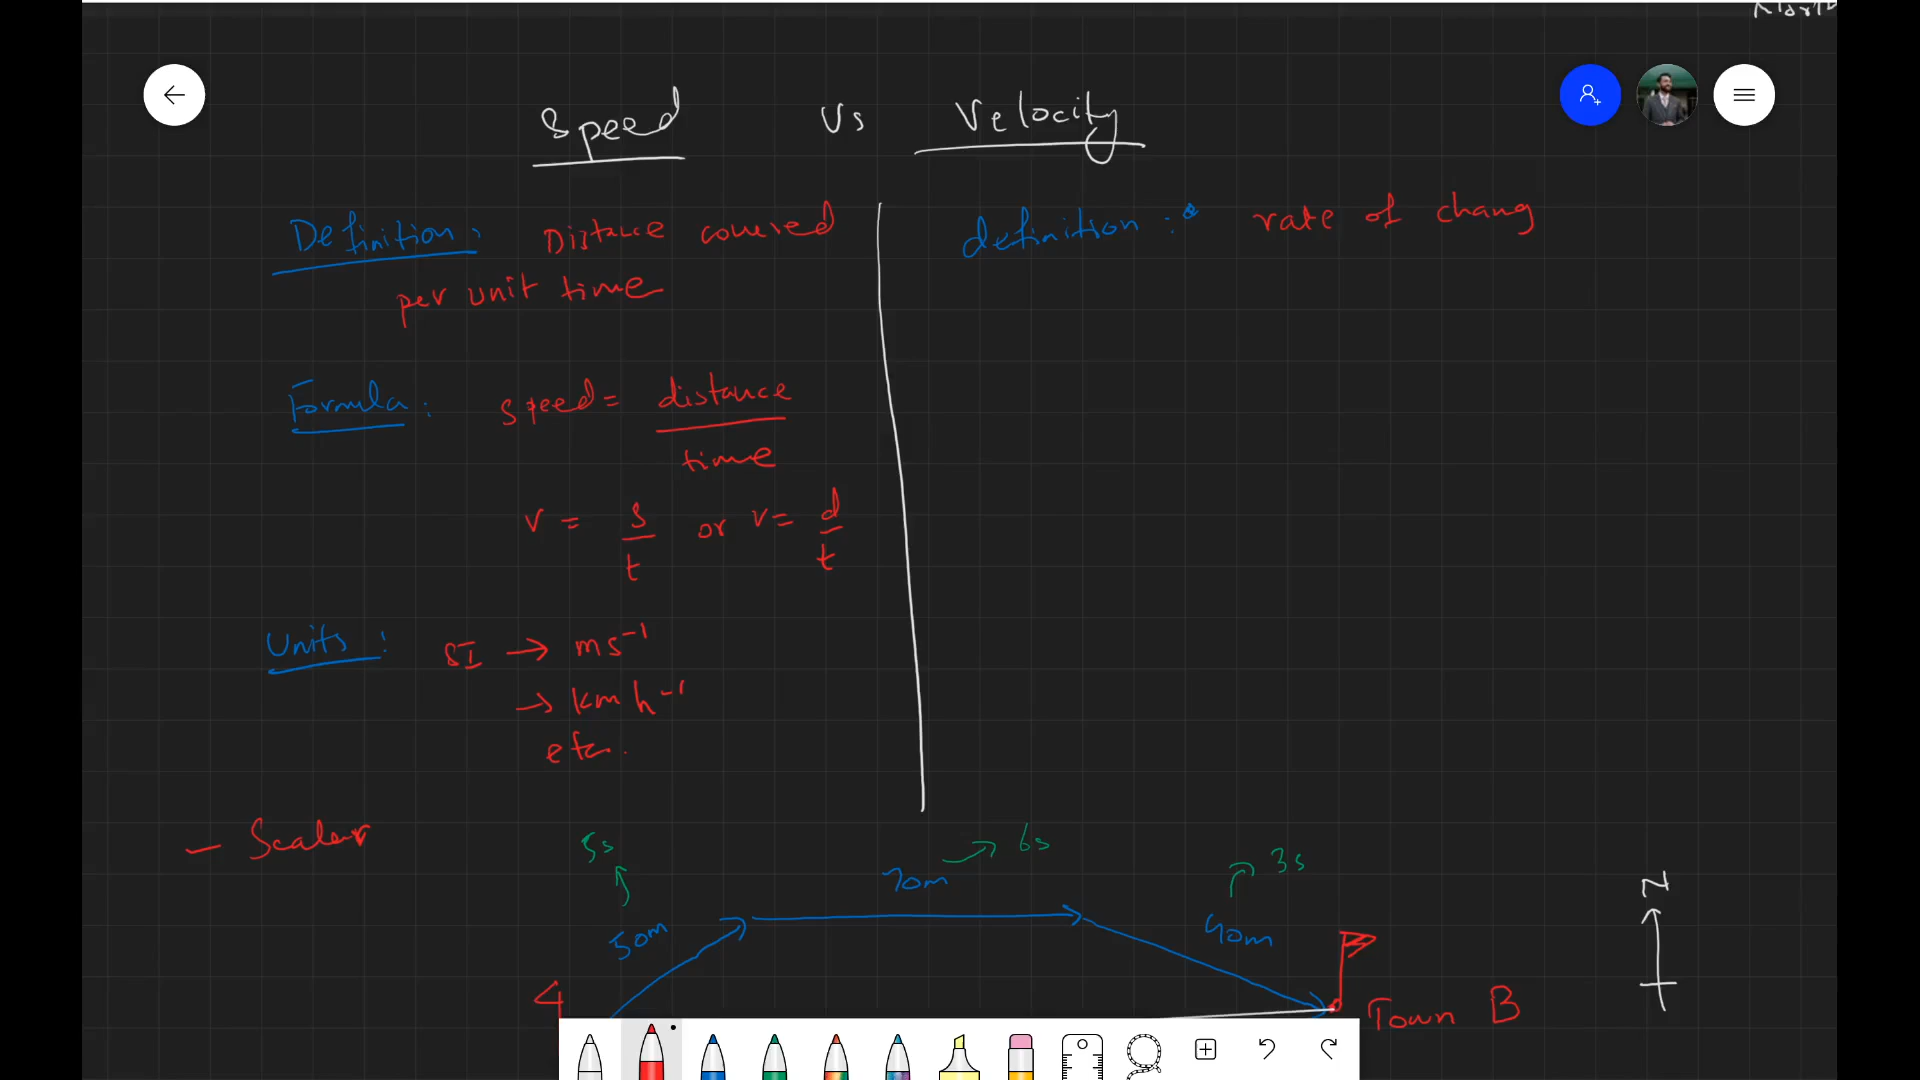 Speed Vs Velocity
Definition: Distance covered
per unit time
definition: rate of chang
Formula: speed = distance
time
v = s or v = d
t t
Units: SI → ms⁻¹
→ km h⁻¹
etc.
- Scalar
5s
→ 6s
3s
50m
70m
40m
N
Town B